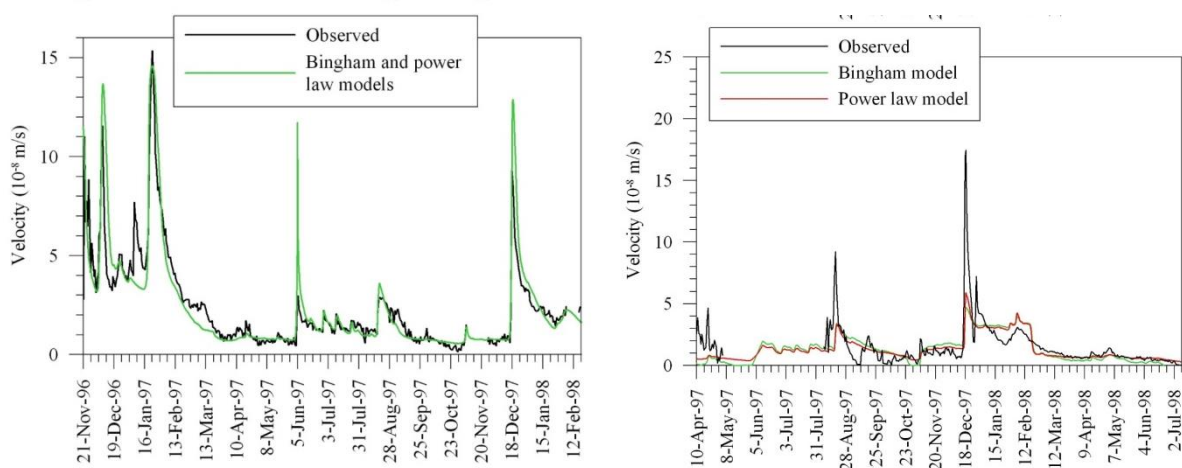 Observed
Bingham and power
law models
Velocity (10⁻⁸ m/s)
15
10
5
0
21-Nov-96
19-Dec-96
16-Jan-97
13-Feb-97
13-Mar-97
10-Apr-97
8-May-97
5-Jun-97
3-Jul-97
31-Jul-97
28-Aug-97
25-Sep-97
23-Oct-97
20-Nov-97
18-Dec-97
15-Jan-98
12-Feb-98
Observed
Bingham model
Power law model
Velocity (10⁻⁸ m/s)
25
20
15
10
5
0
10-Apr-97
8-May-97
5-Jun-97
3-Jul-97
31-Jul-97
28-Aug-97
25-Sep-97
23-Oct-97
20-Nov-97
18-Dec-97
15-Jan-98
12-Feb-98
12-Mar-98
9-Apr-98
7-May-98
4-Jun-98
2-Jul-98